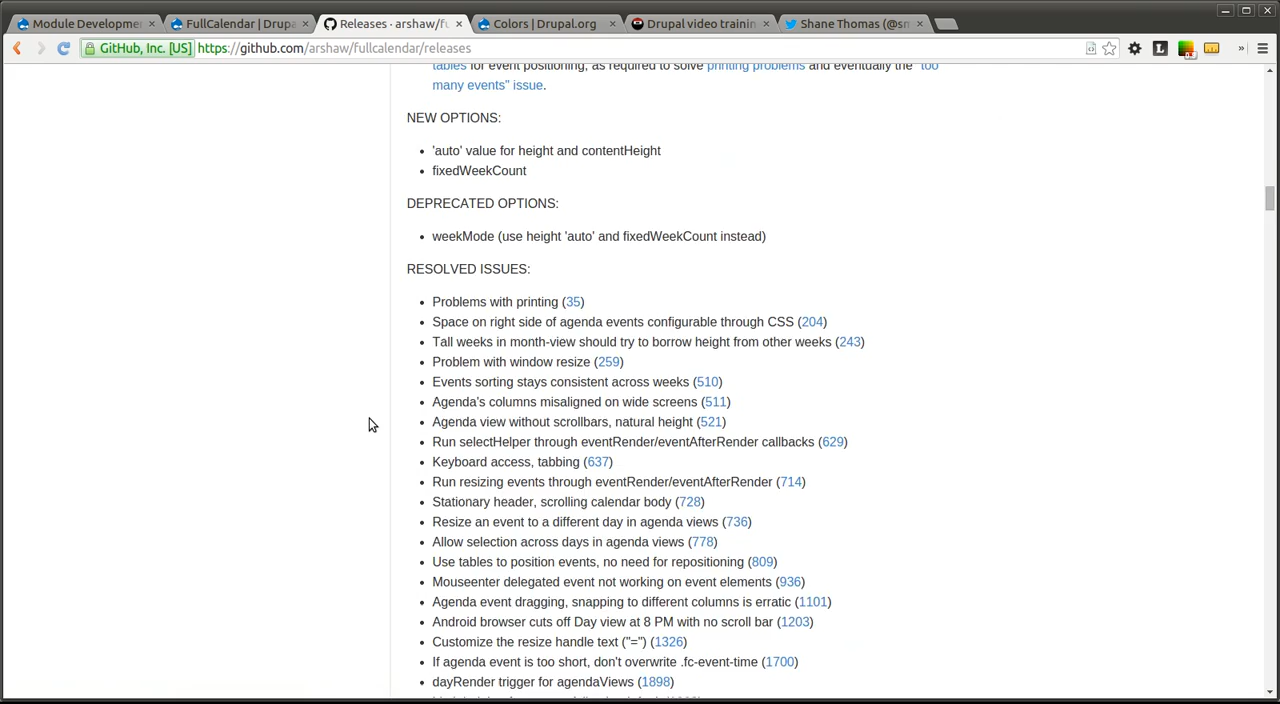 Module Developmen
FullCalendar | Drupa
Releases · arshaw/fu
Colors | Drupal.org
Drupal video trainin
Shane Thomas (@sm
GitHub, Inc. [US] https://github.com/arshaw/fullcalendar/releases
tables for event positioning, as required to solve printing problems and eventually the "too
many events" issue.
NEW OPTIONS:
'auto' value for height and contentHeight
fixedWeekCount
DEPRECATED OPTIONS:
weekMode (use height 'auto' and fixedWeekCount instead)
RESOLVED ISSUES:
Problems with printing (35)
Space on right side of agenda events configurable through CSS (204)
Tall weeks in month-view should try to borrow height from other weeks (243)
Problem with window resize (259)
Events sorting stays consistent across weeks (510)
Agenda's columns misaligned on wide screens (511)
Agenda view without scrollbars, natural height (521)
Run selectHelper through eventRender/eventAfterRender callbacks (629)
Keyboard access, tabbing (637)
Run resizing events through eventRender/eventAfterRender (714)
Stationary header, scrolling calendar body (728)
Resize an event to a different day in agenda views (736)
Allow selection across days in agenda views (778)
Use tables to position events, no need for repositioning (809)
Mouseenter delegated event not working on event elements (936)
Agenda event dragging, snapping to different columns is erratic (1101)
Android browser cuts off Day view at 8 PM with no scroll bar (1203)
Customize the resize handle text ("=") (1326)
If agenda event is too short, don't overwrite .fc-event-time (1700)
dayRender trigger for agendaViews (1898)